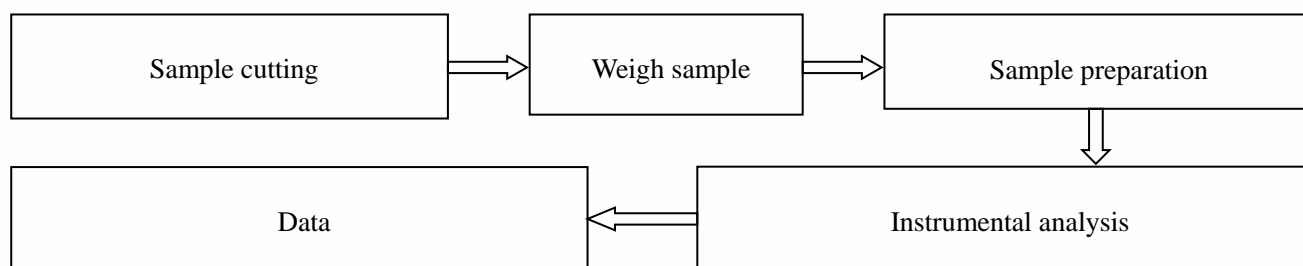 Sample cutting
Weigh sample
Sample preparation
Instrumental analysis
Data